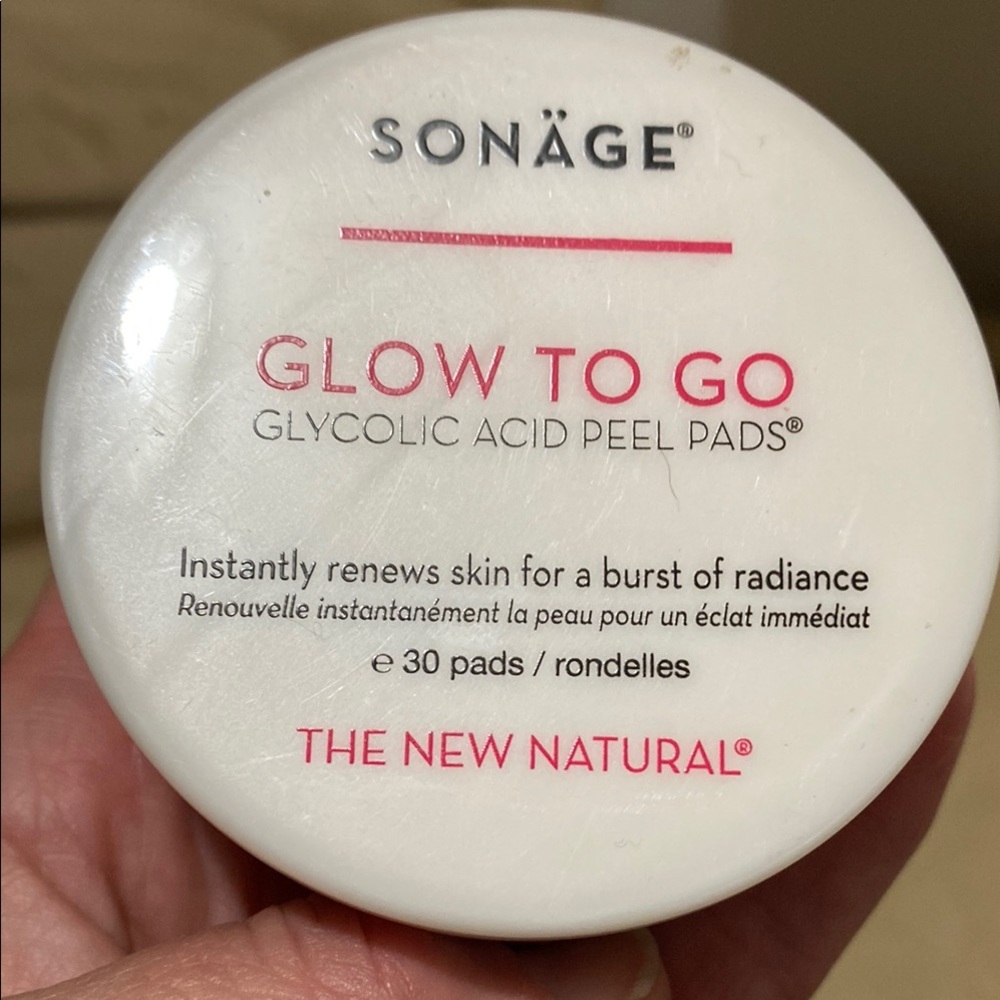 SONÄGE®
GLOW TO GO
GLYCOLIC ACID PEEL PADS®
Instantly renews skin for a burst of radiance
Renouvelle instantanément la peau pour un éclat immédiat
℮ 30 pads / rondelles
THE NEW NATURAL®